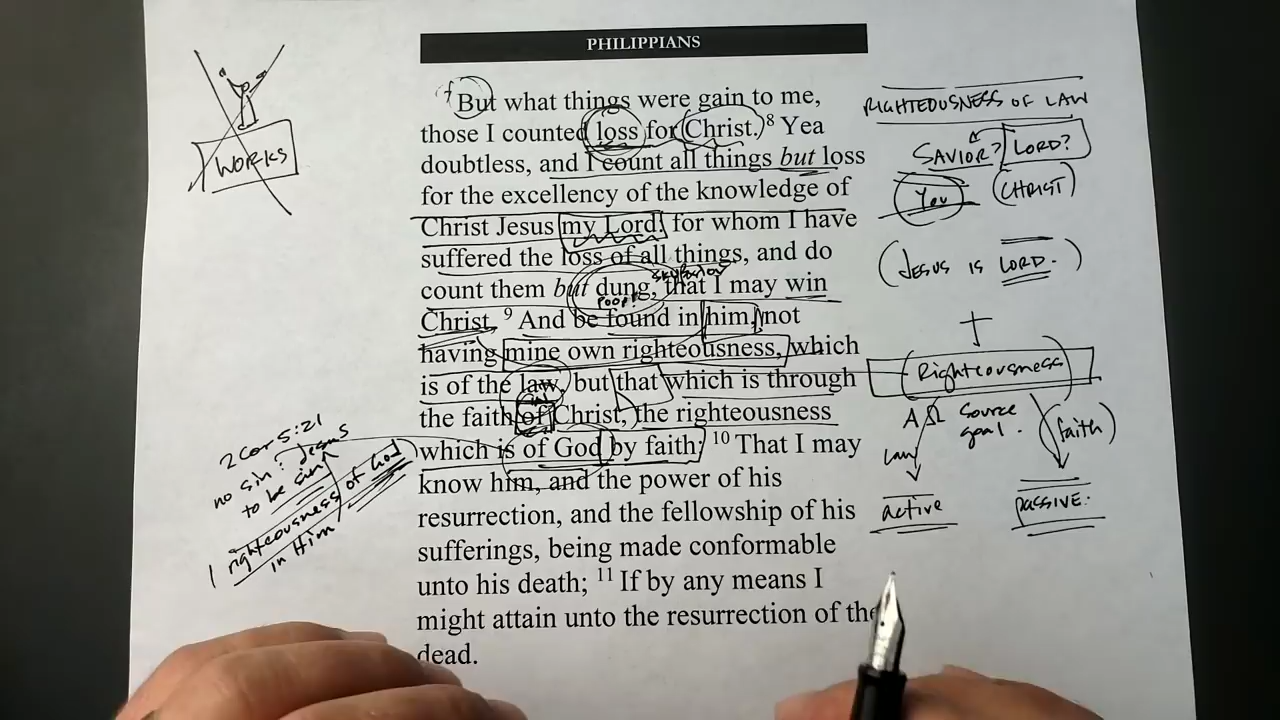 PHILIPPIANS
7 But what things were gain to me,
those I counted loss for Christ. 8 Yea
doubtless, and I count all things but loss
for the excellency of the knowledge of
Christ Jesus my Lord: for whom I have
suffered the loss of all things, and do
count them but dung, that I may win
Christ, 9 And be found in him, not
having mine own righteousness, which
is of the law, but that which is through
the faith of Christ, the righteousness
which is of God by faith: 10 That I may
know him, and the power of his
resurrection, and the fellowship of his
sufferings, being made conformable
unto his death; 11 If by any means I
might attain unto the resurrection of the
dead.
WORKS
poop!
in
2 Cor 5:21
no sin: Jesus
to be sin
righteousness of God
in Him
RIGHTEOUSNESS OF LAW
SAVIOR? LORD?
You (CHRIST)
(JESUS IS LORD.)
(Righteousness)
AΩ source
goal. (faith)
Law
active PASSIVE: